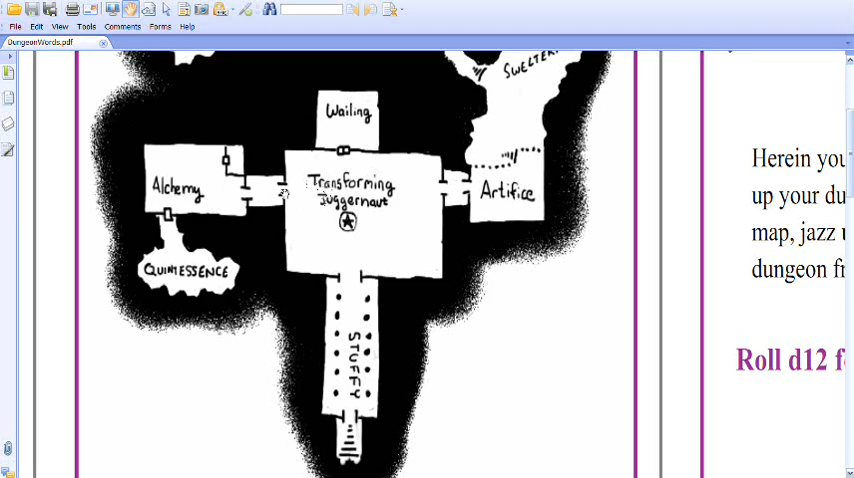 File Edit View Tools Comments Forms Help
DungeonWords.pdf
SWELTER
Wailing
Alchemy
Transforming
Juggernaut
Artifice
QUINTESSENCE
STUFFY
Herein you
up your du
map, jazz u
dungeon fr
Roll d12 f